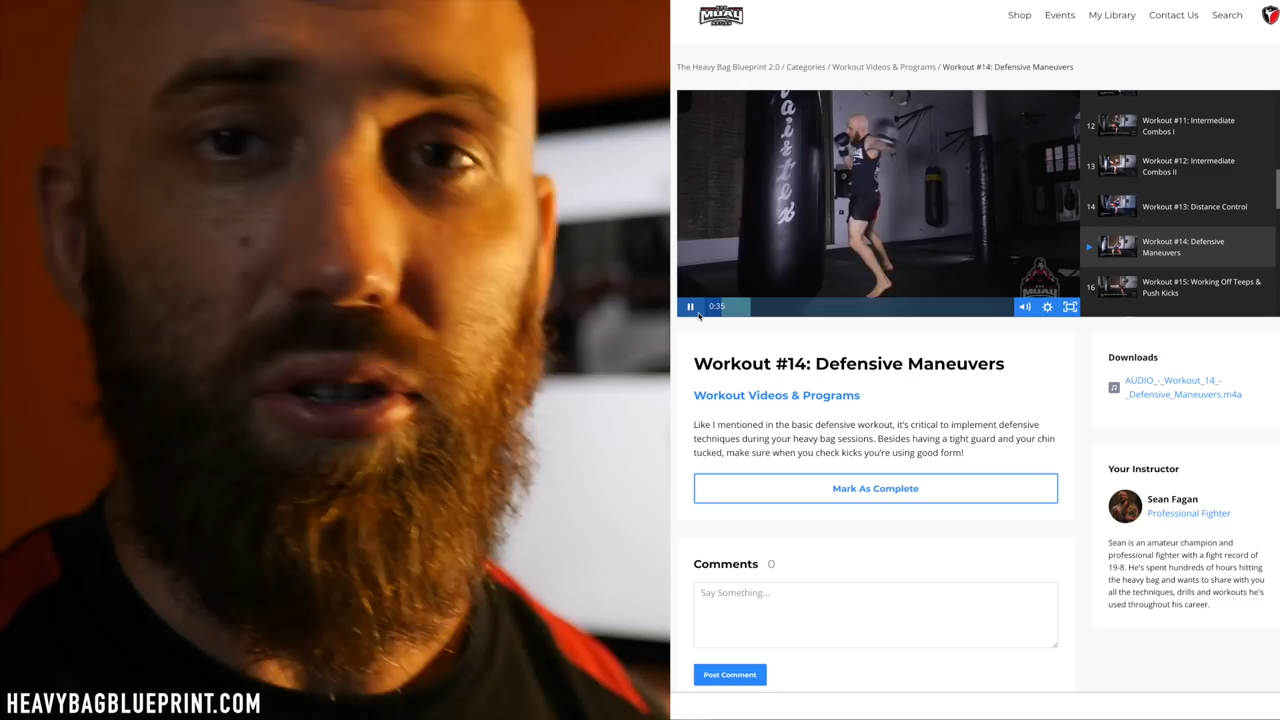 MUAY
Shop Events My Library Contact Us Search
The Heavy Bag Blueprint 2.0 / Categories / Workout Videos & Programs / Workout #14: Defensive Maneuvers
12 Workout #11: Intermediate
Combos I
13 Workout #12: Intermediate
Combos II
14 Workout #13: Distance Control
Workout #14: Defensive
Maneuvers
16 Workout #15: Working Off Teeps &
Push Kicks
0:35
Workout #14: Defensive Maneuvers
Workout Videos & Programs
Like I mentioned in the basic defensive workout, it's critical to implement defensive
techniques during your heavy bag sessions. Besides having a tight guard and your chin
tucked, make sure when you check kicks you're using good form!
Mark As Complete
Comments 0
Say Something...
Post Comment
Downloads
AUDIO_-_Workout_14_-
_Defensive_Maneuvers.m4a
Your Instructor
Sean Fagan
Professional Fighter
Sean is an amateur champion and
professional fighter with a fight record of
19-8. He's spent hundreds of hours hitting
the heavy bag and wants to share with you
all the techniques, drills and workouts he's
used throughout his career.
HEAVYBAGBLUEPRINT.COM